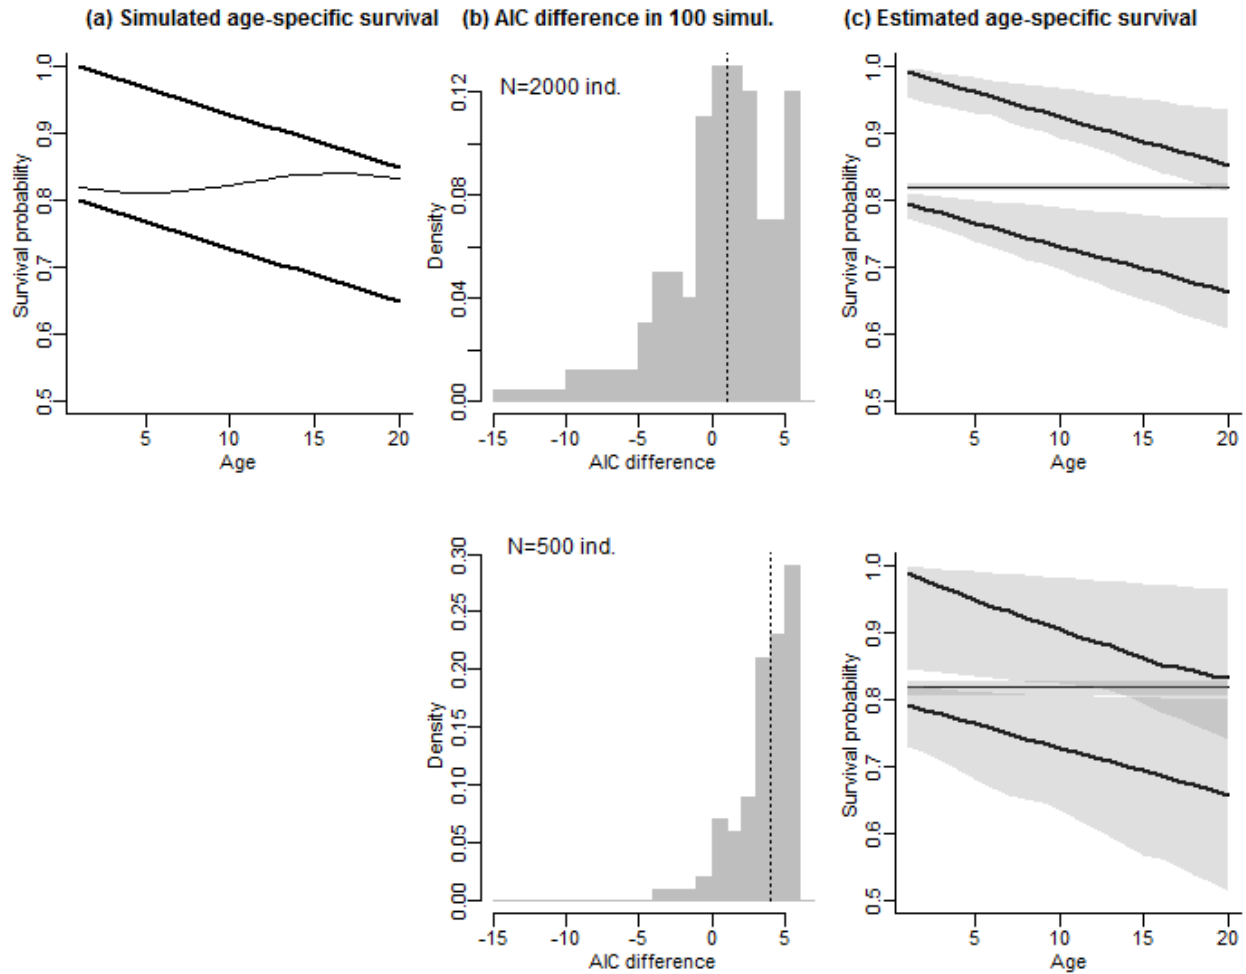 (a) Simulated age-specific survival
(b) AIC difference in 100 simul.
(c) Estimated age-specific survival
Survival probability
1.0
0.9
0.8
0.7
0.6
0.5
5 10 15 20
Age
N=2000 ind.
Density
0.12
0.08
0.04
0.00
-15 -10 -5 0 5
AIC difference
Survival probability
1.0
0.9
0.8
0.7
0.6
0.5
5 10 15 20
Age
N=500 ind.
Density
0.30
0.25
0.20
0.15
0.10
0.05
0.00
-15 -10 -5 0 5
AIC difference
Survival probability
1.0
0.9
0.8
0.7
0.6
0.5
5 10 15 20
Age